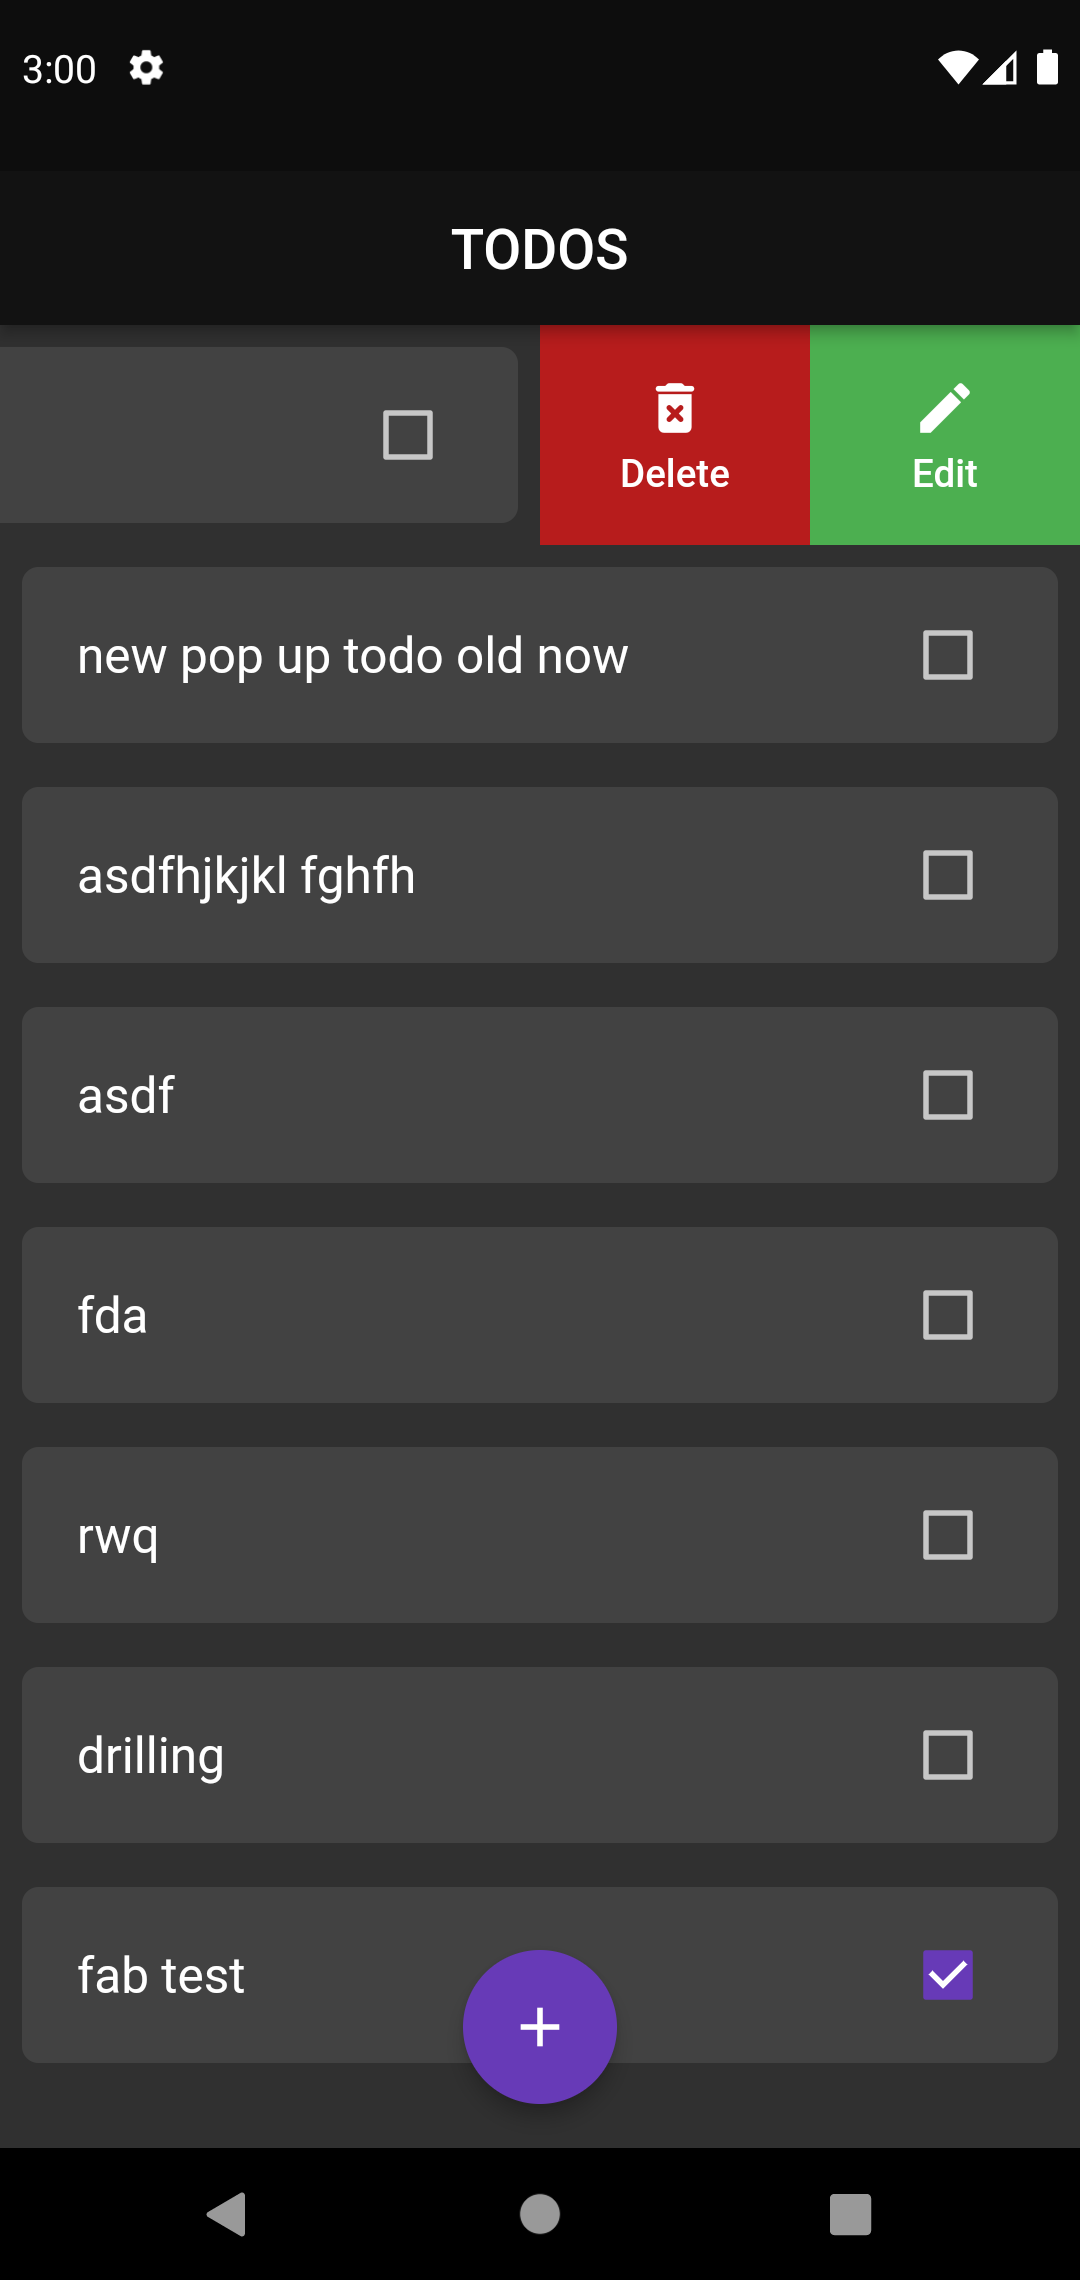 3:00
TODOS
Delete
Edit
new pop up todo old now
asdfhjkjkl fghfh
asdf
fda
rwq
drilling
fab test